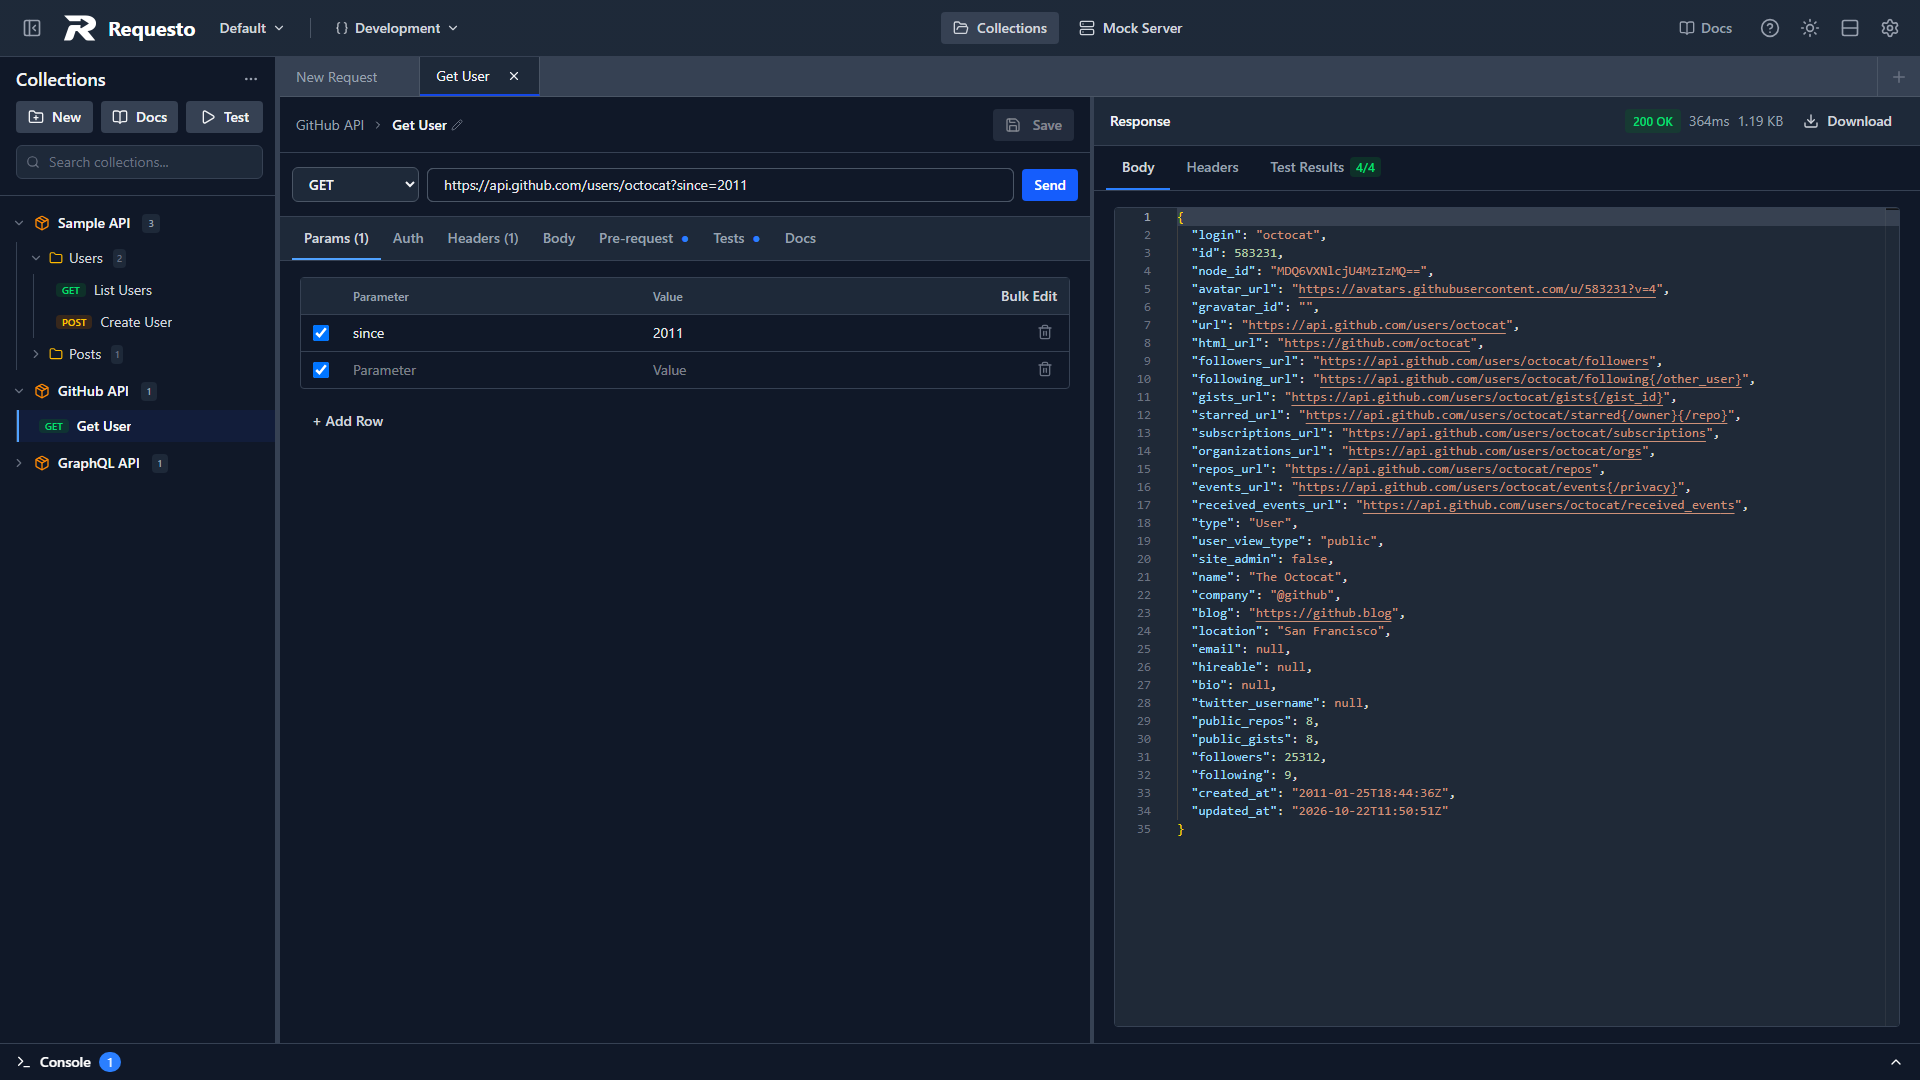 Requesto
Default
{ } Development
Collections
Mock Server
Docs
Collections
New
Docs
Test
Search collections...
Sample API 3
Users 2
GET List Users
POST Create User
Posts 1
GitHub API 1
GET Get User
GraphQL API 1
New Request
Get User
GitHub API > Get User
Save
GET
https://api.github.com/users/octocat?since=2011
Send
Params (1)
Auth
Headers (1)
Body
Pre-request
Tests
Docs
Parameter
Value
Bulk Edit
since
2011
Parameter
Value
+ Add Row
Response
200 OK
364ms
1.19 KB
Download
Body
Headers
Test Results 4/4
1 {
2 "login": "octocat",
3 "id": 583231,
4 "node_id": "MDQ6VXNlcjU4MzIzMQ==",
5 "avatar_url": "https://avatars.githubusercontent.com/u/583231?v=4",
6 "gravatar_id": "",
7 "url": "https://api.github.com/users/octocat",
8 "html_url": "https://github.com/octocat",
9 "followers_url": "https://api.github.com/users/octocat/followers",
10 "following_url": "https://api.github.com/users/octocat/following{/other_user}",
11 "gists_url": "https://api.github.com/users/octocat/gists{/gist_id}",
12 "starred_url": "https://api.github.com/users/octocat/starred{/owner}{/repo}",
13 "subscriptions_url": "https://api.github.com/users/octocat/subscriptions",
14 "organizations_url": "https://api.github.com/users/octocat/orgs",
15 "repos_url": "https://api.github.com/users/octocat/repos",
16 "events_url": "https://api.github.com/users/octocat/events{/privacy}",
17 "received_events_url": "https://api.github.com/users/octocat/received_events",
18 "type": "User",
19 "user_view_type": "public",
20 "site_admin": false,
21 "name": "The Octocat",
22 "company": "@github",
23 "blog": "https://github.blog",
24 "location": "San Francisco",
25 "email": null,
26 "hireable": null,
27 "bio": null,
28 "twitter_username": null,
29 "public_repos": 8,
30 "public_gists": 8,
31 "followers": 25312,
32 "following": 9,
33 "created_at": "2011-01-25T18:44:36Z",
34 "updated_at": "2026-10-22T11:50:51Z"
35 }
Console 1